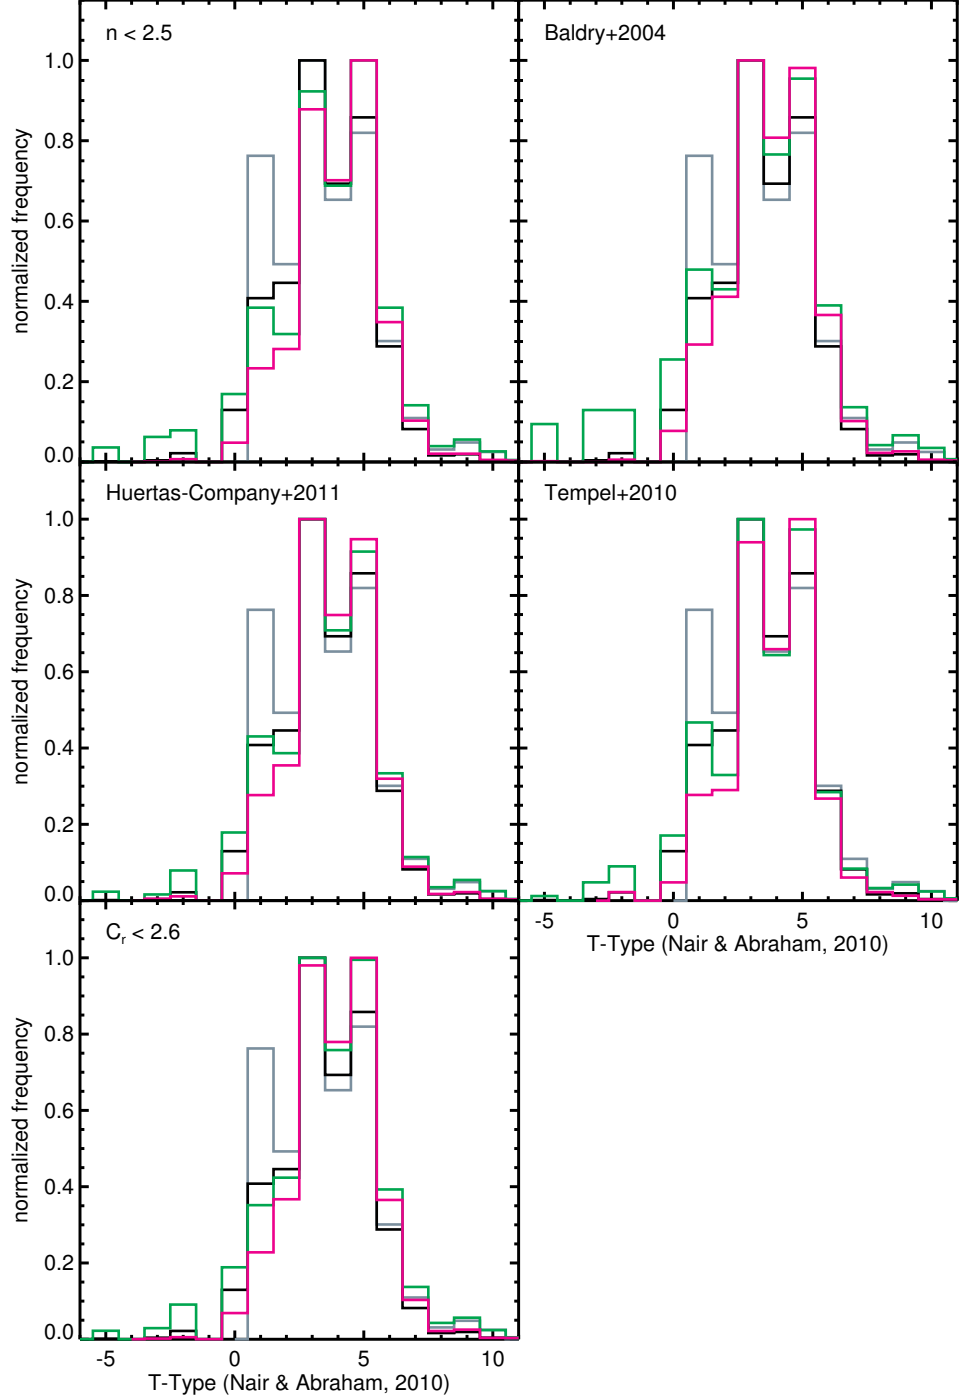 n < 2.5
Baldry+2004
1.0
0.8
0.6
0.4
0.2
0.0
normalized frequency
Huertas-Company+2011
Tempel+2010
1.0
0.8
0.6
0.4
0.2
0.0
normalized frequency
-5 0 5 10
T-Type (Nair & Abraham, 2010)
Cr < 2.6
1.0
0.8
0.6
0.4
0.2
0.0
normalized frequency
-5 0 5 10
T-Type (Nair & Abraham, 2010)